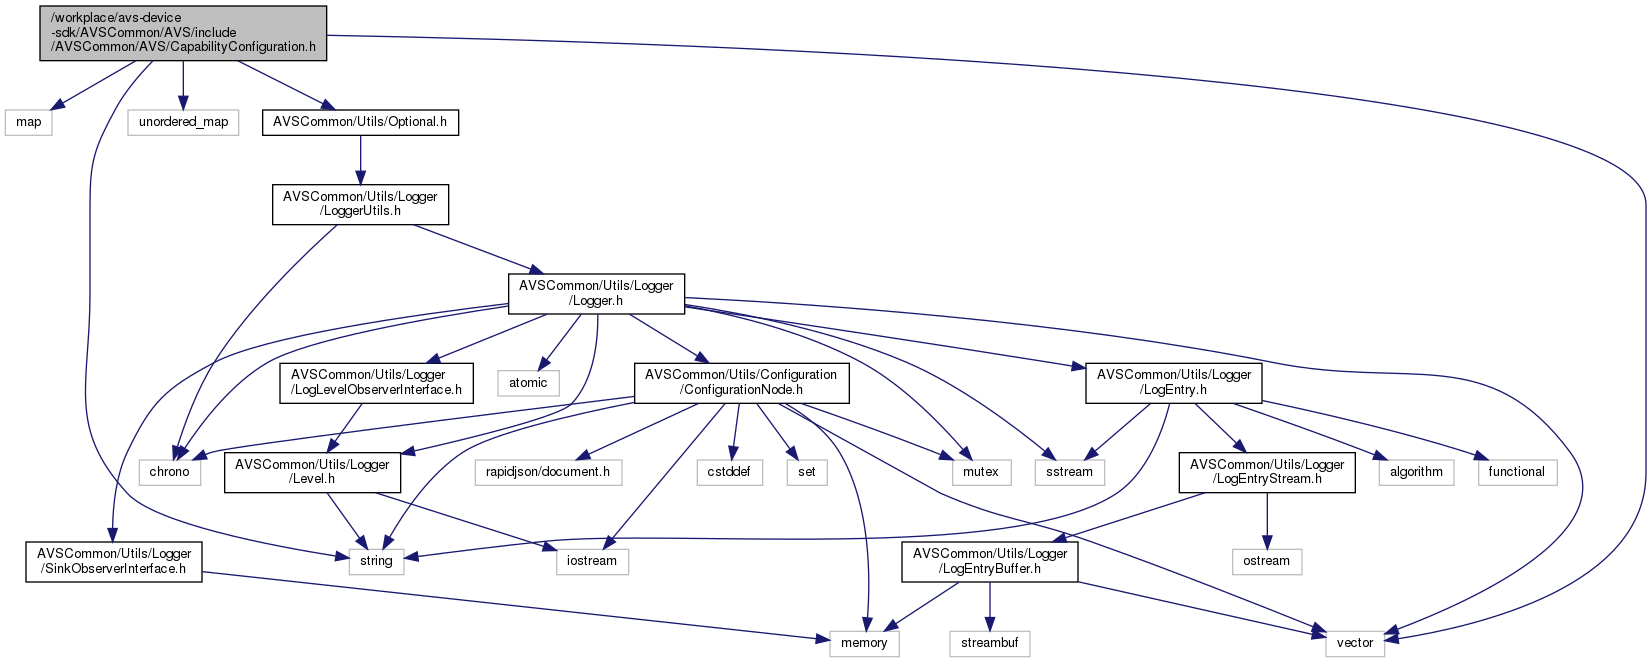 /workplace/avs-device
-sdk/AVSCommon/AVS/include
/AVSCommon/AVS/CapabilityConfiguration.h
map
unordered_map
AVSCommon/Utils/Optional.h
AVSCommon/Utils/Logger
/LoggerUtils.h
AVSCommon/Utils/Logger
/Logger.h
AVSCommon/Utils/Logger
/LogLevelObserverInterface.h
atomic
AVSCommon/Utils/Configuration
/ConfigurationNode.h
AVSCommon/Utils/Logger
/LogEntry.h
chrono
AVSCommon/Utils/Logger
/Level.h
rapidjson/document.h
cstddef
set
mutex
sstream
AVSCommon/Utils/Logger
/LogEntryStream.h
algorithm
functional
AVSCommon/Utils/Logger
/SinkObserverInterface.h
string
iostream
AVSCommon/Utils/Logger
/LogEntryBuffer.h
ostream
memory
streambuf
vector